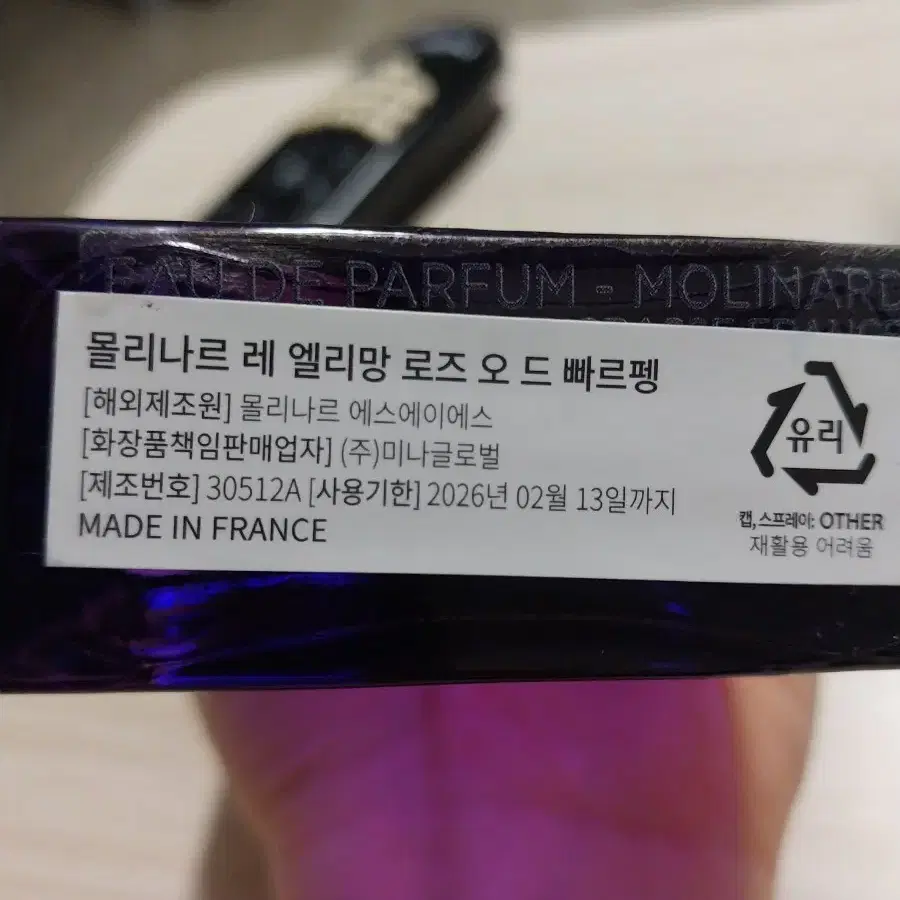 EAU DE PARFUM - MOLINARD
몰리나르 레 엘리망 로즈 오 드 빠르펭
[해외제조원] 몰리나르 에스에이에스
[화장품책임판매업자] (주)미나글로벌
[제조번호] 30512A [사용기한] 2026년 02월 13일까지
MADE IN FRANCE
유리
캡, 스프레이: OTHER
재활용 어려움